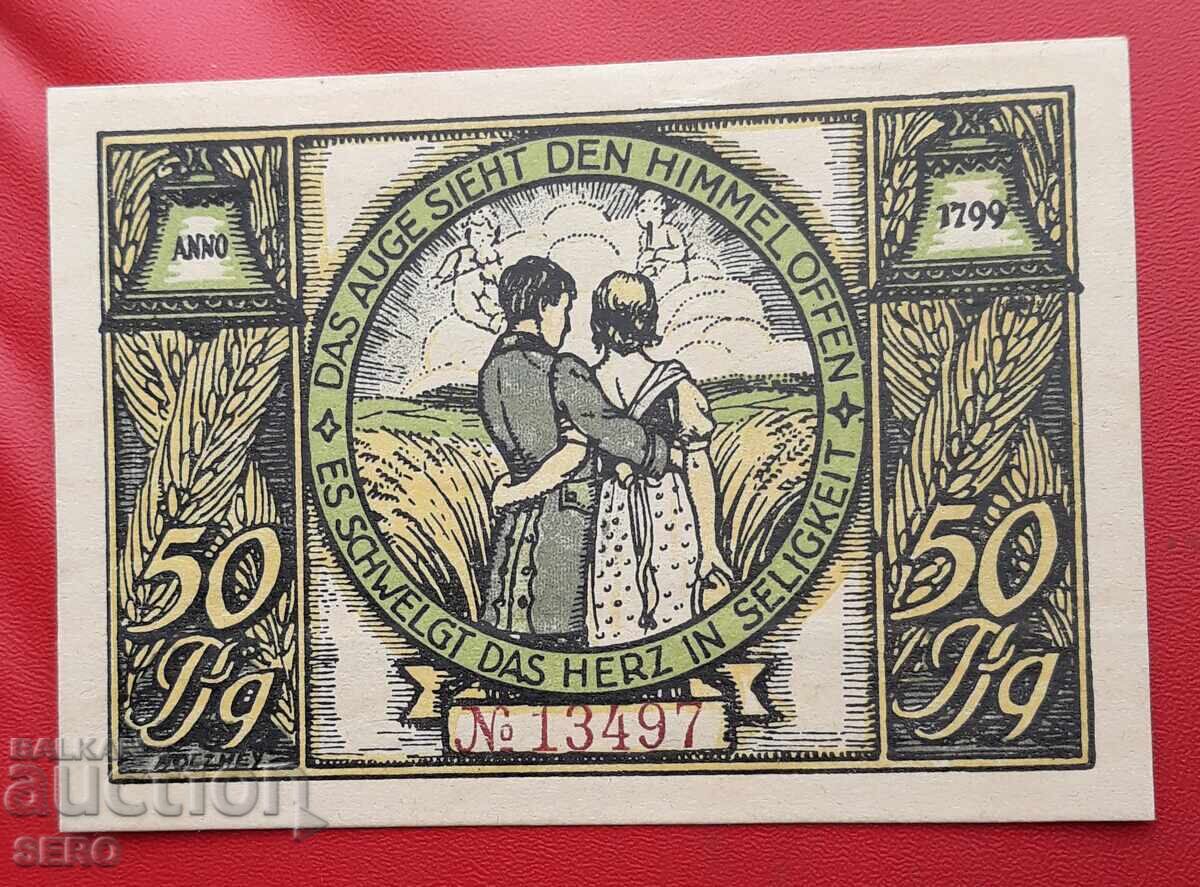 ANNO
1799
DAS AUGE SIEHT DEN HIMMEL OFFEN
ES SCHWELGT DAS HERZ IN SELIGKEIT
50
Pfg
50
Pfg
№ 13497
BALKAN
auction
SERO